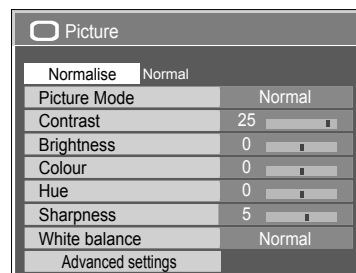 Picture
Normalise Normal
Picture Mode Normal
Contrast 25
Brightness 0
Colour 0
Hue 0
Sharpness 5
White balance Normal
Advanced settings